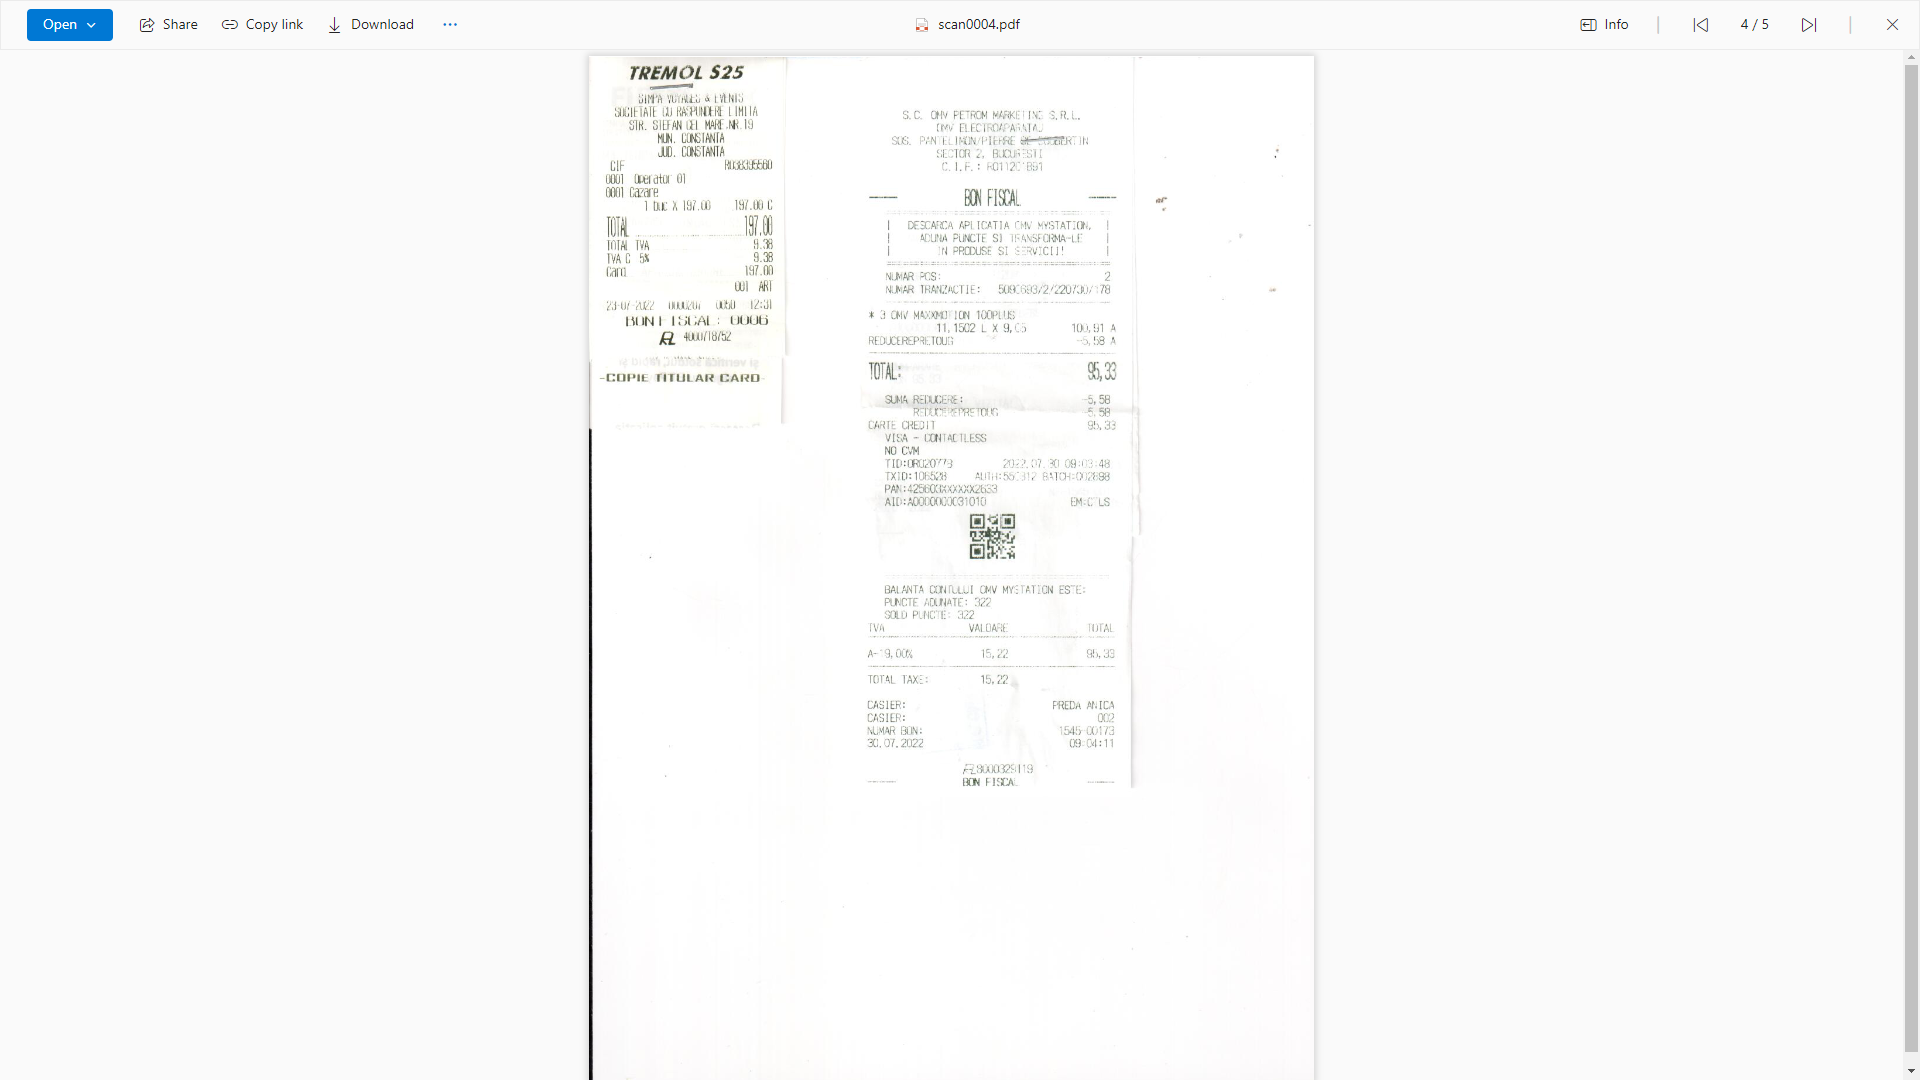 Open
Share
Copy link
Download
scan0004.pdf
Info
4 / 5
TREMOL S25
SIMPA VOYAGES & EVENTS
SOCIETATE CU RASPUNDERE LIMITA
STR. STEFAN CEL MARE NR.19
MUN. CONSTANTA
JUD. CONSTANTA
CIF RO38395560
0001 Operator 01
0001 Cazare
1 buc X 197.00 197.00 C
TOTAL 197.00
TOTAL TVA 9.38
TVA C 5% 9.38
Card 197.00
001 ART
23-07-2022 0000207 0050 12:31
BON FISCAL: 0006
4000718752
-COPIE TITULAR CARD-
S.C. OMV PETROM MARKETING S.R.L.
OMV ELECTROAPARATAJ
SOS. PANTELIMON/PIERRE DE COUBERTIN
SECTOR 2, BUCURESTI
C.I.F.: RO11201891
BON FISCAL
DESCARCA APLICATIA OMV MYSTATION,
ADUNA PUNCTE SI TRANSFORMA-LE
IN PRODUSE SI SERVICII!
NUMAR POS: 2
NUMAR TRANZACTIE: 5090693/2/220730/178
* 3 OMV MAXXMOTION 100PLUS
11,1502 L X 9,05 100,91 A
REDUCEREPRETOUG -5,58 A
TOTAL: 95,33
SUMA REDUCERE: -5,58
REDUCEREPRETOUG -5,58
CARTE CREDIT 95,33
VISA - CONTACTLESS
NO CVM
TID:OR020778 2022.07.30 09:03:48
TXID:106528 AUTH:550312 BATCH:002898
PAN:425603XXXXXX2633
AID:A0000000031010 EM:CTLS
BALANTA CONTULUI OMV MYSTATION ESTE:
PUNCTE ADUNATE: 322
SOLD PUNCTE: 322
TVA VALOARE TOTAL
A-19,00% 15,22 95,33
TOTAL TAXE: 15,22
CASIER: PREDA ANICA
CASIER: 002
NUMAR BON: 1545-00173
30.07.2022 09:04:11
8000329119
BON FISCAL